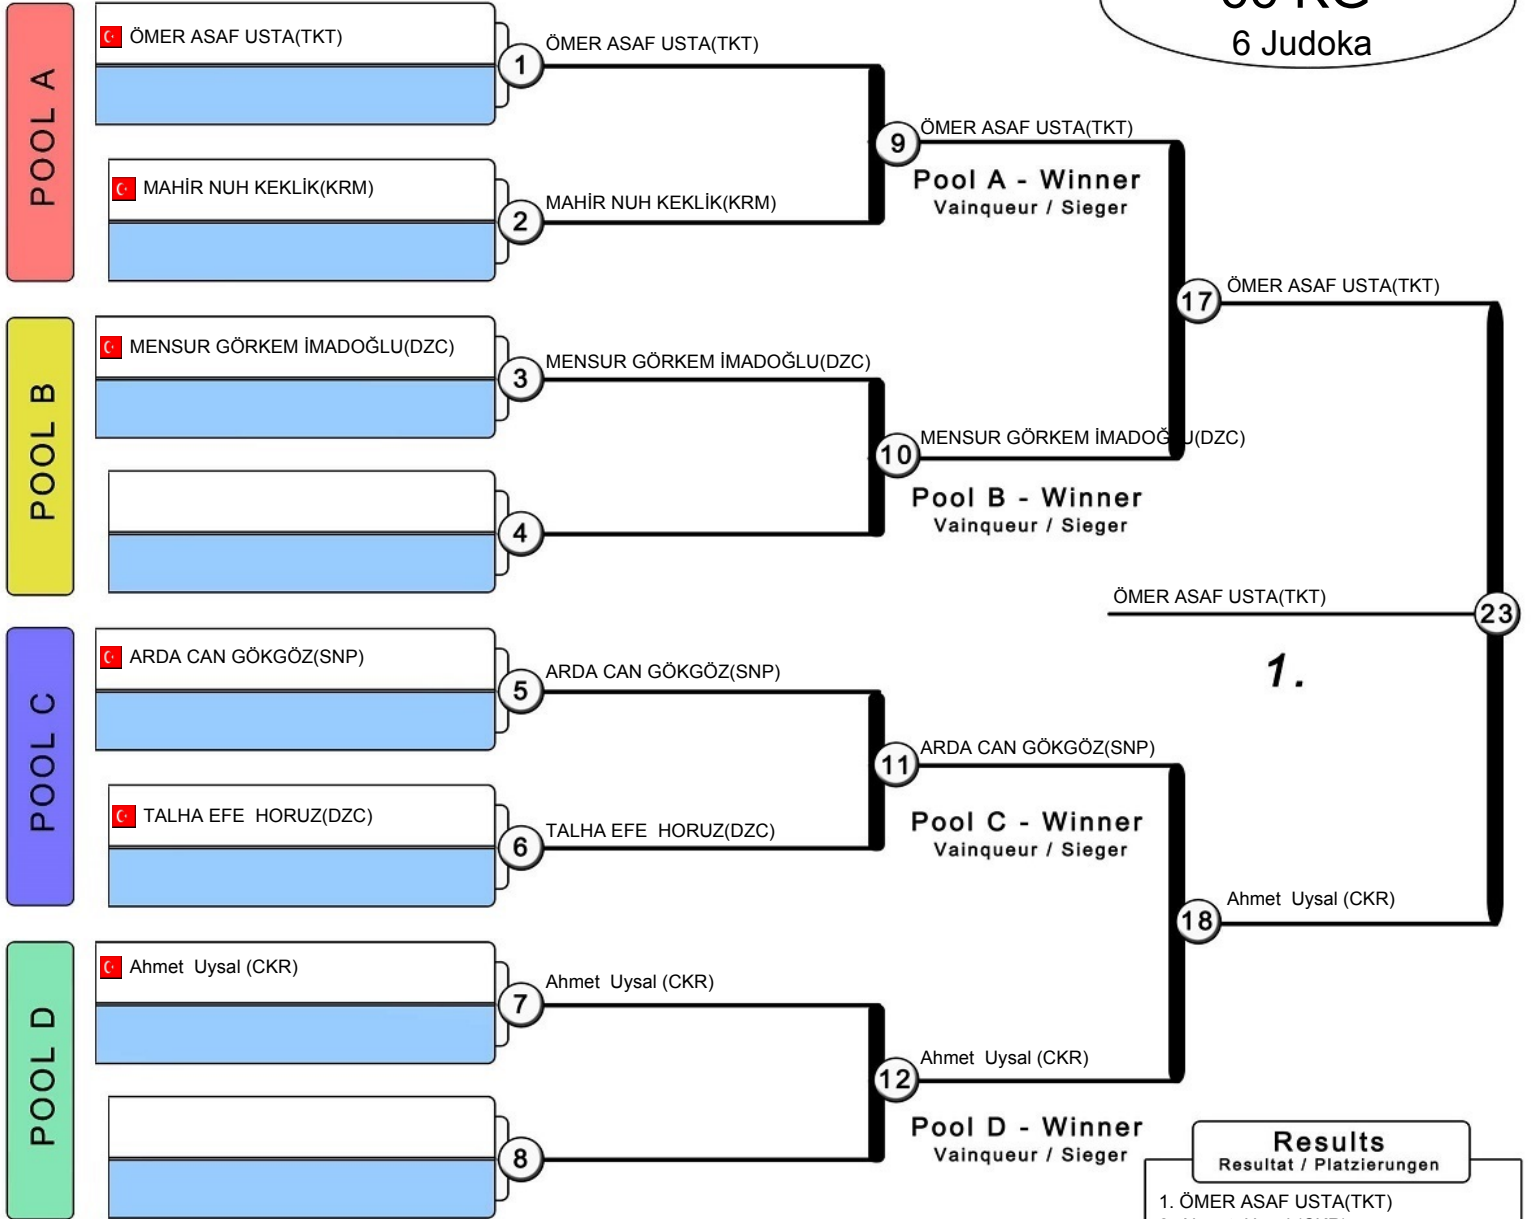 6 Judoka
POOL A
ÖMER ASAF USTA(TKT)
1
ÖMER ASAF USTA(TKT)
MAHİR NUH KEKLİK(KRM)
2
MAHİR NUH KEKLİK(KRM)
9
ÖMER ASAF USTA(TKT)
Pool A - Winner
Vainqueur / Sieger
POOL B
MENSUR GÖRKEM İMADOĞLU(DZC)
3
MENSUR GÖRKEM İMADOĞLU(DZC)
4
10
MENSUR GÖRKEM İMADOĞLU(DZC)
Pool B - Winner
Vainqueur / Sieger
17
ÖMER ASAF USTA(TKT)
POOL C
ARDA CAN GÖKGÖZ(SNP)
5
ARDA CAN GÖKGÖZ(SNP)
TALHA EFE  HORUZ(DZC)
6
TALHA EFE  HORUZ(DZC)
11
ARDA CAN GÖKGÖZ(SNP)
Pool C - Winner
Vainqueur / Sieger
POOL D
Ahmet  Uysal (CKR)
7
Ahmet  Uysal (CKR)
8
12
Ahmet  Uysal (CKR)
Pool D - Winner
Vainqueur / Sieger
18
Ahmet  Uysal (CKR)
ÖMER ASAF USTA(TKT)
23
1.
Results
Resultat / Platzierungen
1. ÖMER ASAF USTA(TKT)